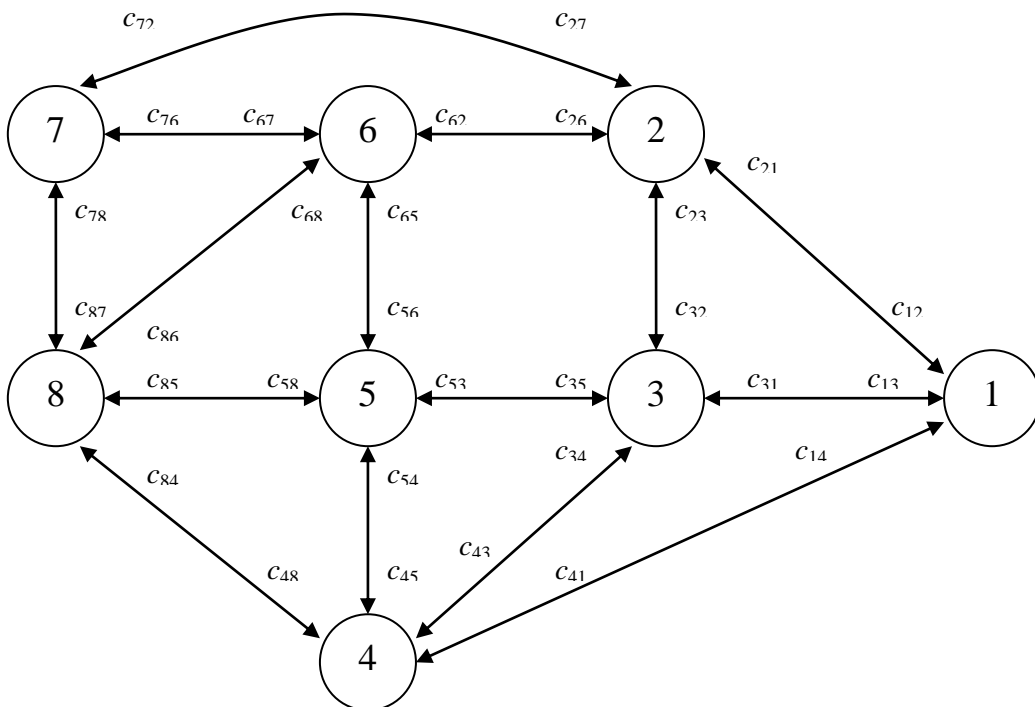 c₇₂ c₂₇
7 c₇₆ c₆₇ 6 c₆₂ c₂₆ 2
c₂₁
c₇₈ c₆₈ c₆₅ c₂₃
c₈₇ c₅₆ c₃₂ c₁₂
c₈₆
8 c₈₅ c₅₈ 5 c₅₃ c₃₅ 3 c₃₁ c₁₃ 1
c₈₄ c₅₄ c₃₄ c₁₄
c₄₈ c₄₅ c₄₃ c₄₁
4